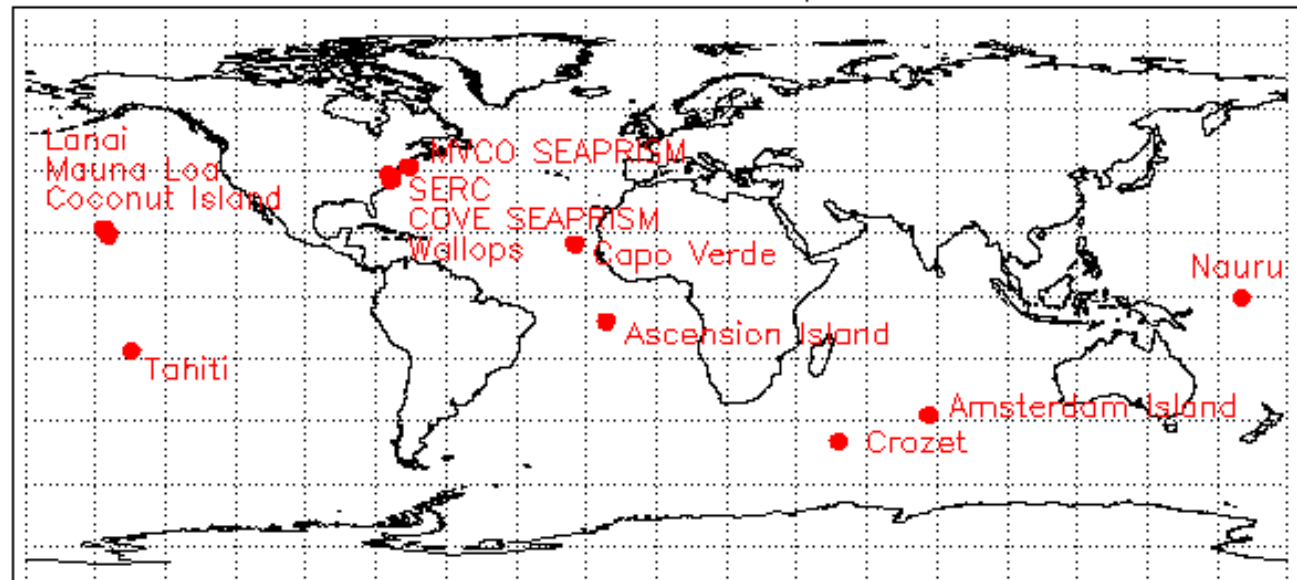 Lanai
Mauna Loa
Coconut Island
MVCO SEAPRISM
SERC
COVE SEAPRISM
Wallops
Capo Verde
Nauru
Ascension Island
Tahiti
Amsterdam Island
Crozet